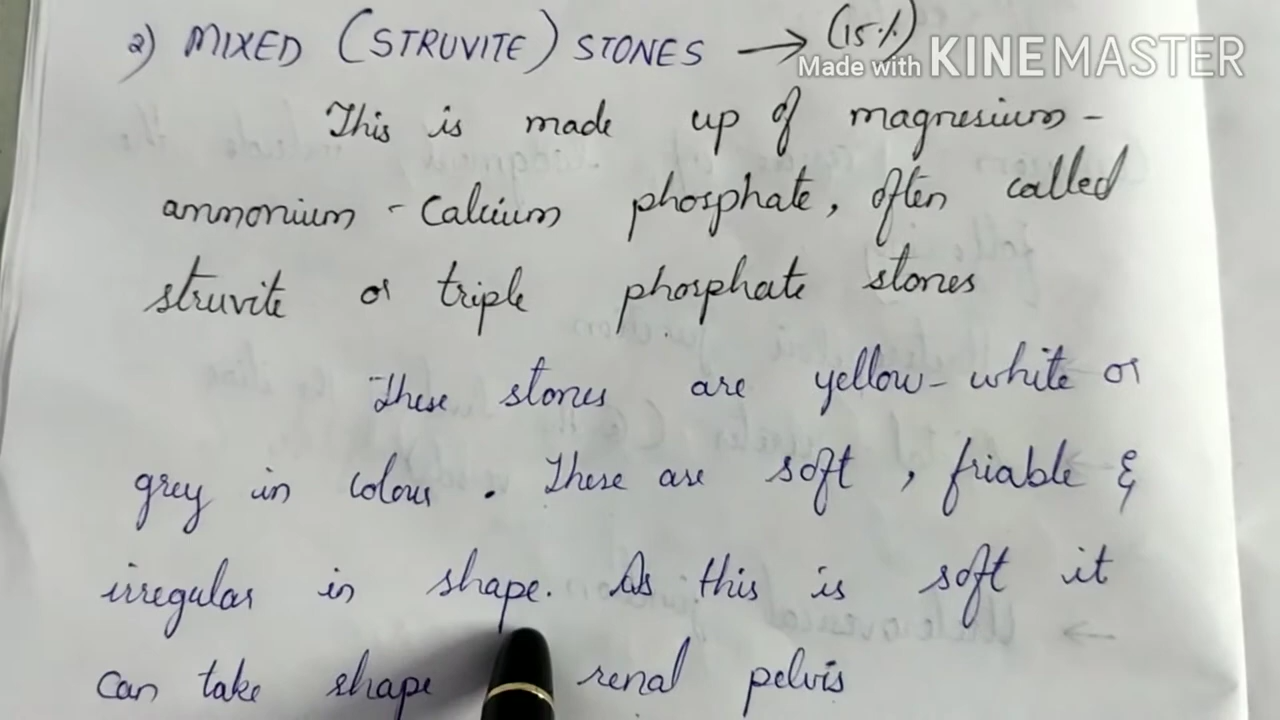 2) MIXED (STRUVITE) STONES → (15%)
Made with KINEMASTER
This is made up of magnesium-
ammonium - Calcium phosphate, often called
struvite or triple phosphate stones
These stones are yellow-white or
grey in colour . These are soft , friable &
irregular in shape. As this is soft it
can take shape renal pelvis